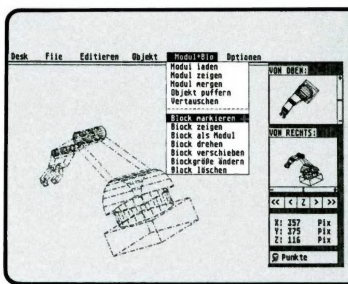 Desk File Editieren Objekt Modul+Blo Optionen
Modul laden
Modul zeigen
Modul mergen
Objekt puffern
Vertauschen
Block markieren
Block zeigen
Block als Modul
Block drehen
Block verschieben
Blockgröße ändern
Block löschen
VON OBEN:
VON RECHTS:
<< < Z > >>
X: 357 Pix
Y: 375 Pix
Z: 116 Pix
Punkte